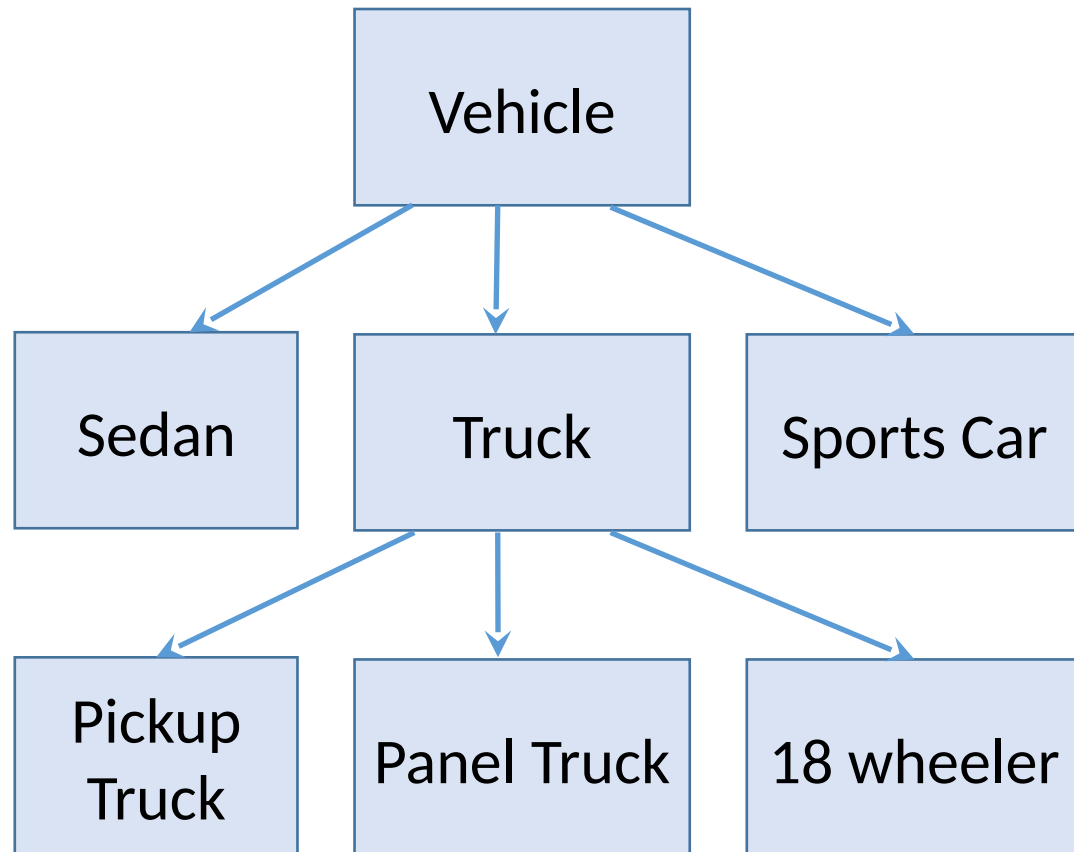 Vehicle
Sedan
Truck
Sports Car
Pickup
Truck
Panel Truck
18 wheeler